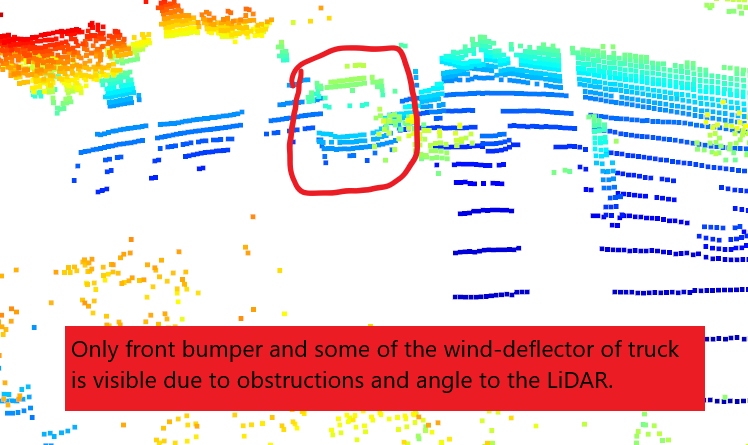 Only front bumper and some of the wind-deflector of truck
is visible due to obstructions and angle to the LiDAR.